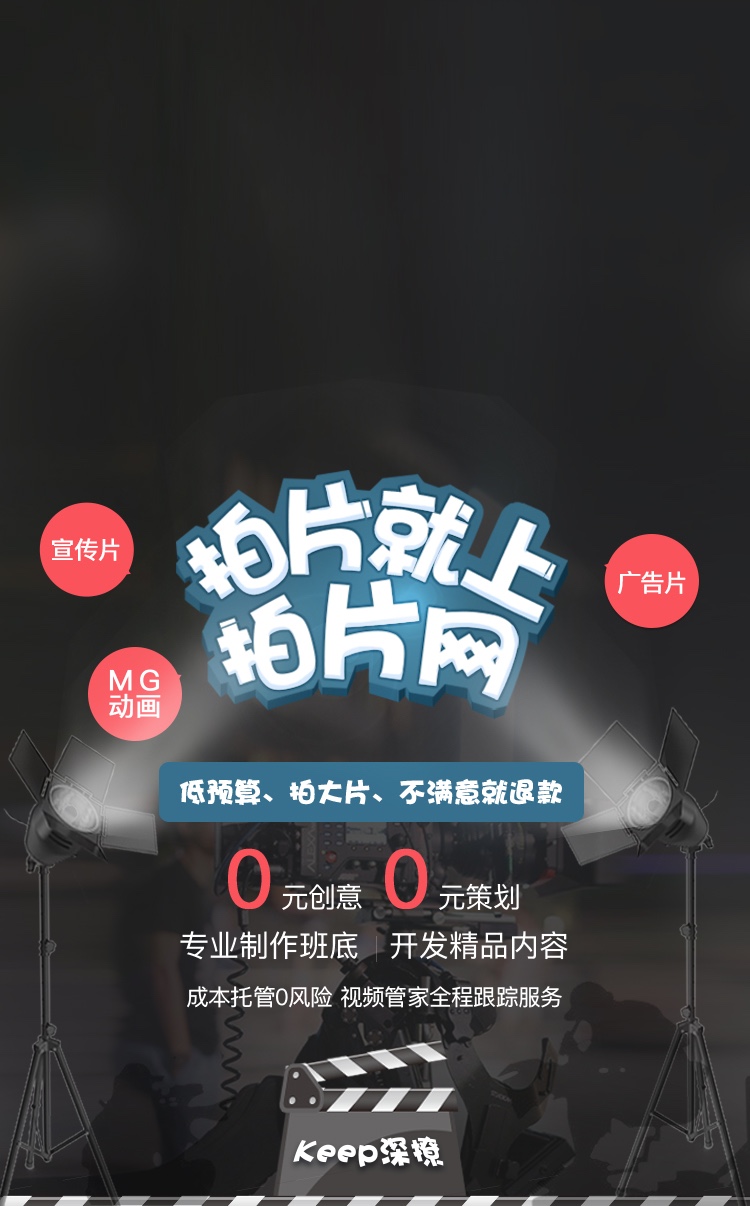 拍片就上
拍片网
宣传片
广告片
MG
动画
低预算、拍大片、不满意就退款
0元创意 0元策划
专业制作班底 | 开发精品内容
成本托管0风险 视频管家全程跟踪服务
Keep深撩